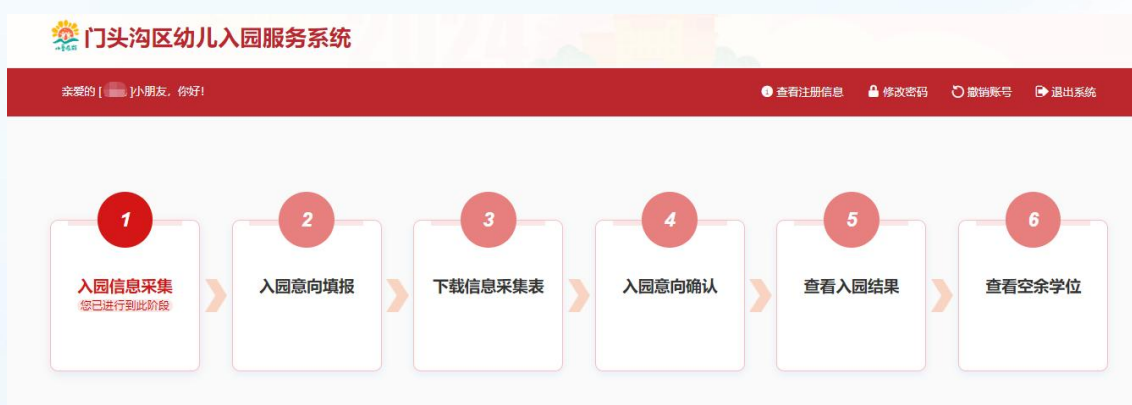 门头沟区幼儿入园服务系统
亲爱的 [ ]小朋友，你好!
查看注册信息 修改密码 撤销账号 退出系统
1 2 3 4 5 6
入园信息采集 入园意向填报 下载信息采集表 入园意向确认 查看入园结果 查看空余学位
您已进行到此阶段